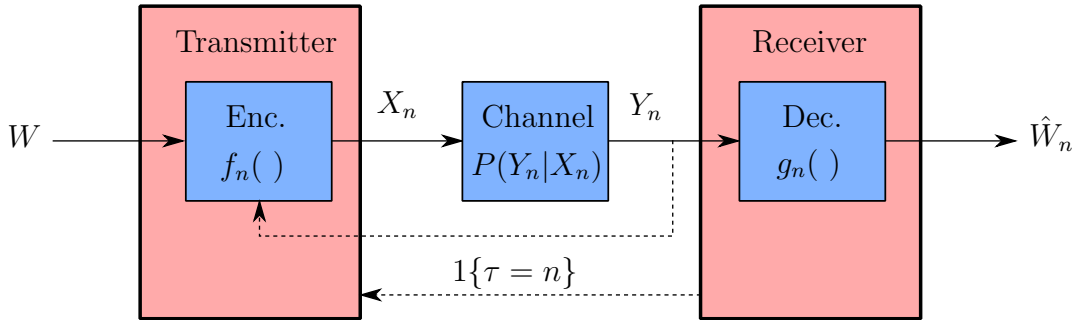 Transmitter
Receiver
W
Enc.
f_n( )
X_n
Channel
P(Y_n|X_n)
Y_n
Dec.
g_n( )
Ŵ_n
1{τ = n}